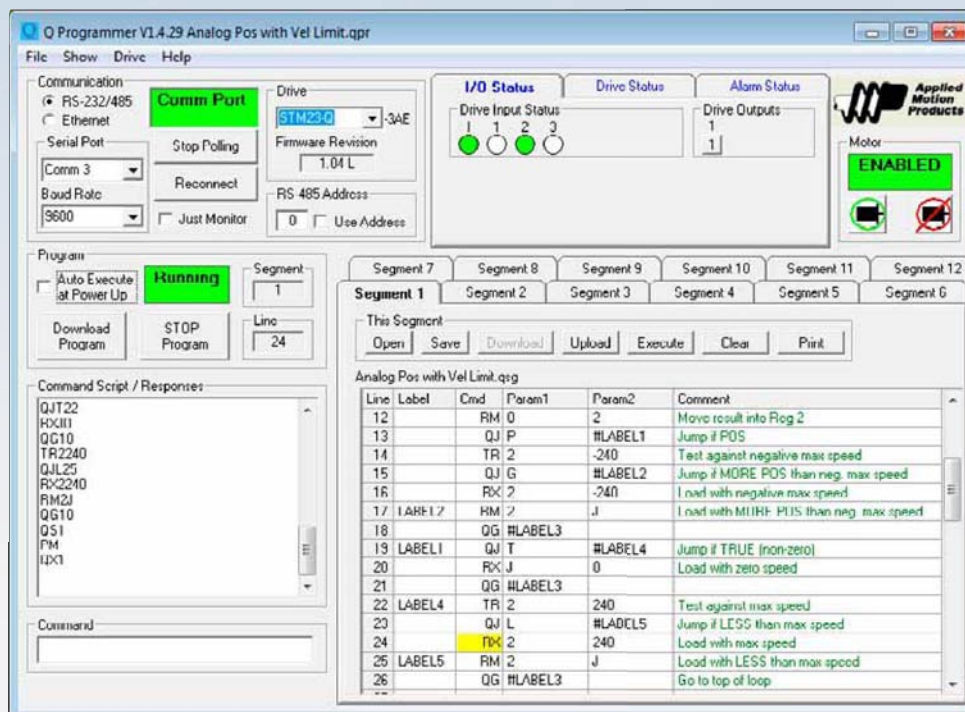 Q Programmer V1.4.29 Analog Pos with Vel Limit.qpr
File Show Drive Help
Communication
RS-232/485
Ethernet
Comm Port
Serial Port
Comm 3
Baud Rate
9600
Stop Polling
Reconnect
Just Monitor
Drive
STM23-Q -3AE
Firmware Revision
1.04 L
RS 485 Address
0 Use Address
I/O Status Drive Status Alarm Status
Drive Input Status
1 2 3
Drive Outputs
1
1
Applied Motion Products
Motor
ENABLED
Program
Auto Execute at Power Up
Running
Segment
1
Download Program
STOP Program
Line
24
Segment 7 Segment 8 Segment 9 Segment 10 Segment 11 Segment 12
Segment 1 Segment 2 Segment 3 Segment 4 Segment 5 Segment 6
This Segment
Open Save Download Upload Execute Clear Print
Analog Pos with Vel Limit.qsg
Line Label Cmd Param1 Param2 Comment
12 RM 0 2 Move result into Reg 2
13 QJ P #LABEL1 Jump if POS
14 TR 2 -240 Test against negative max speed
15 QJ G #LABEL2 Jump if MORE POS than neg. max speed
16 RX 2 -240 Load with negative max speed
17 LABEL2 RM 2 J Load with MORE POS than neg. max speed
18 QG #LABEL3
19 LABEL1 QJ T #LABEL4 Jump if TRUE (non-zero)
20 RX J 0 Load with zero speed
21 QG #LABEL3
22 LABEL4 TR 2 240 Test against max speed
23 QJ L #LABEL5 Jump if LESS than max speed
24 RX 2 240 Load with max speed
25 LABEL5 RM 2 J Load with LESS than max speed
26 QG #LABEL3 Go to top of loop
Command Script / Responses
QJT22
RXJ0
QG10
TR2240
QJL25
RX2240
RM2J
QG10
QS1
PM
QX1
Command